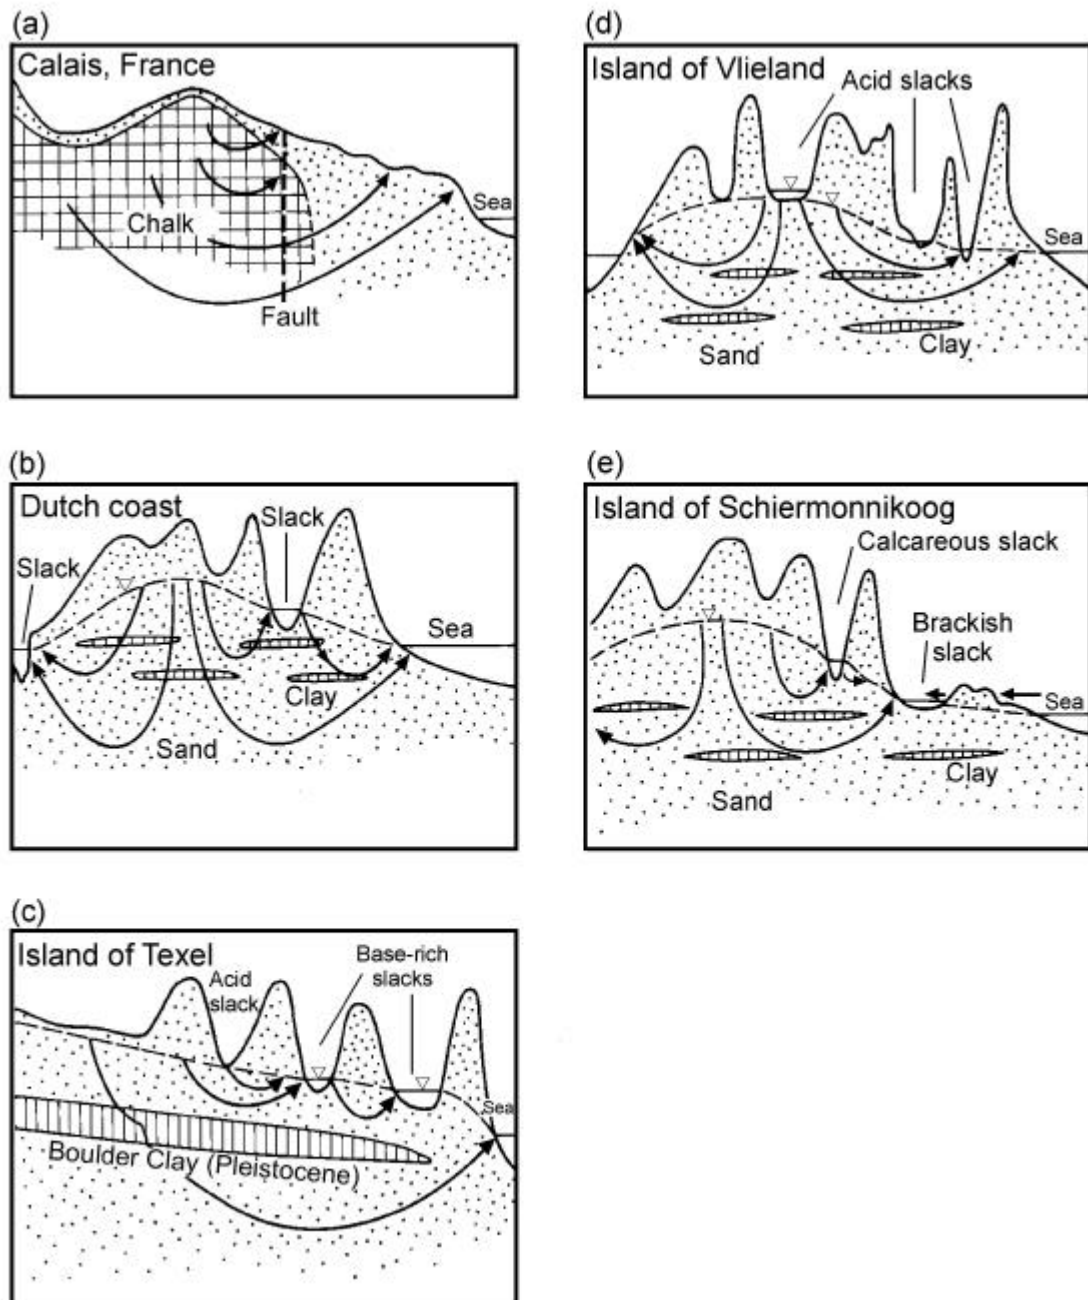 (a)
Calais, France
Chalk
Sea
Fault
(b)
Dutch coast
Slack
Slack
Sea
Clay
Sand
(c)
Island of Texel
Acid
slack
Base-rich
slacks
Sea
Boulder Clay (Pleistocene)
(d)
Island of Vlieland
Acid slacks
Sea
Sand
Clay
(e)
Island of Schiermonnikoog
Calcareous slack
Brackish
slack
Sea
Clay
Sand